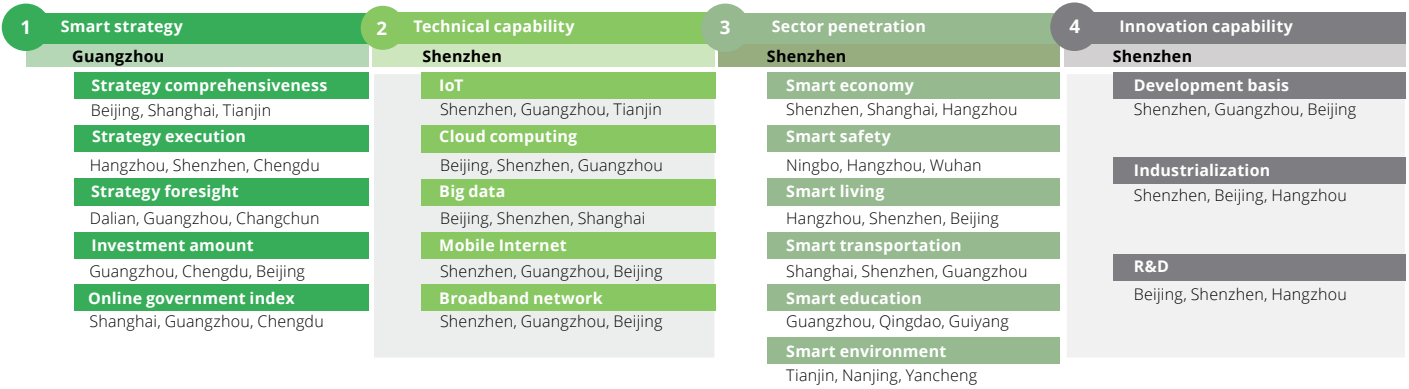 1 Smart strategy
Guangzhou
Strategy comprehensiveness
Beijing, Shanghai, Tianjin
Strategy execution
Hangzhou, Shenzhen, Chengdu
Strategy foresight
Dalian, Guangzhou, Changchun
Investment amount
Guangzhou, Chengdu, Beijing
Online government index
Shanghai, Guangzhou, Chengdu
2 Technical capability
Shenzhen
IoT
Shenzhen, Guangzhou, Tianjin
Cloud computing
Beijing, Shenzhen, Guangzhou
Big data
Beijing, Shenzhen, Shanghai
Mobile Internet
Shenzhen, Guangzhou, Beijing
Broadband network
Shenzhen, Guangzhou, Beijing
3 Sector penetration
Shenzhen
Smart economy
Shenzhen, Shanghai, Hangzhou
Smart safety
Ningbo, Hangzhou, Wuhan
Smart living
Hangzhou, Shenzhen, Beijing
Smart transportation
Shanghai, Shenzhen, Guangzhou
Smart education
Guangzhou, Qingdao, Guiyang
Smart environment
Tianjin, Nanjing, Yancheng
4 Innovation capability
Shenzhen
Development basis
Shenzhen, Guangzhou, Beijing
Industrialization
Shenzhen, Beijing, Hangzhou
R&D
Beijing, Shenzhen, Hangzhou